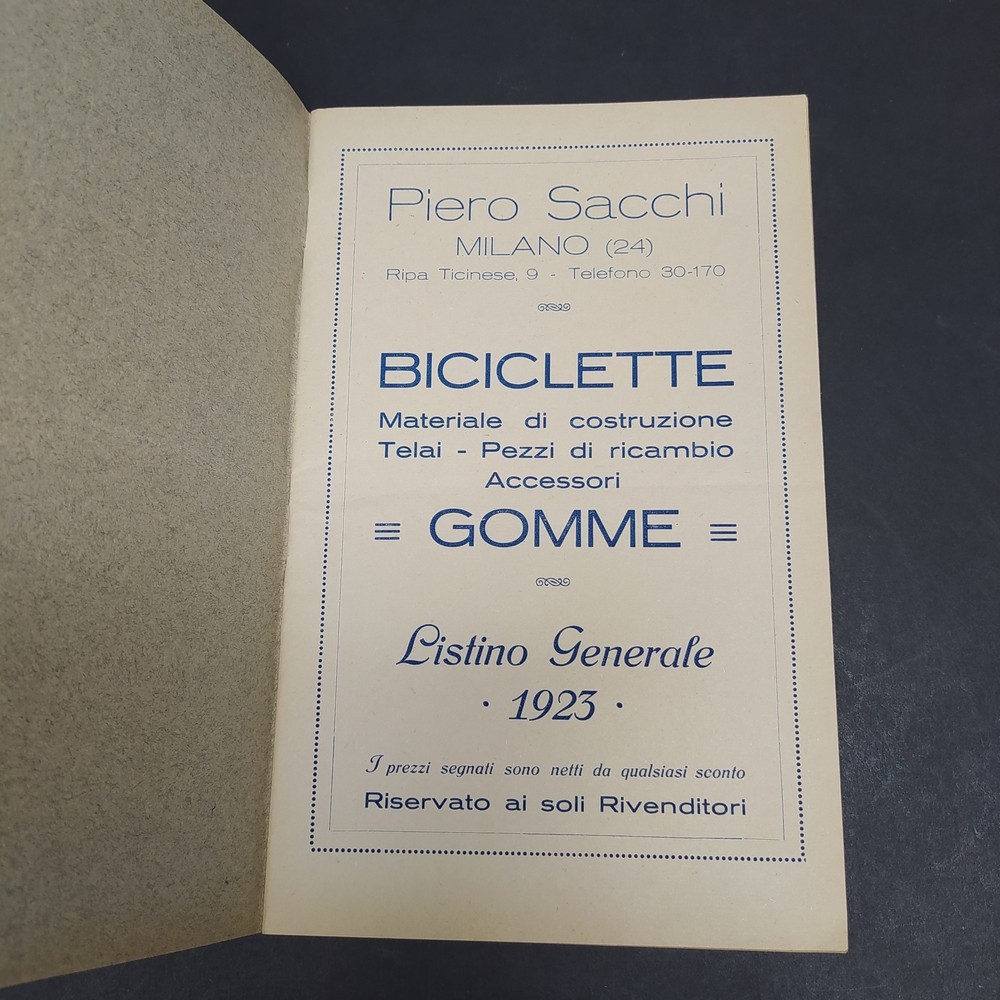 Piero Sacchi
MILANO (24)
Ripa Ticinese, 9 - Telefono 30-170
BICICLETTE
Materiale di costruzione
Telai - Pezzi di ricambio
Accessori
GOMME
Listino Generale
· 1923 ·
I prezzi segnati sono netti da qualsiasi sconto
Riservato ai soli Rivenditori